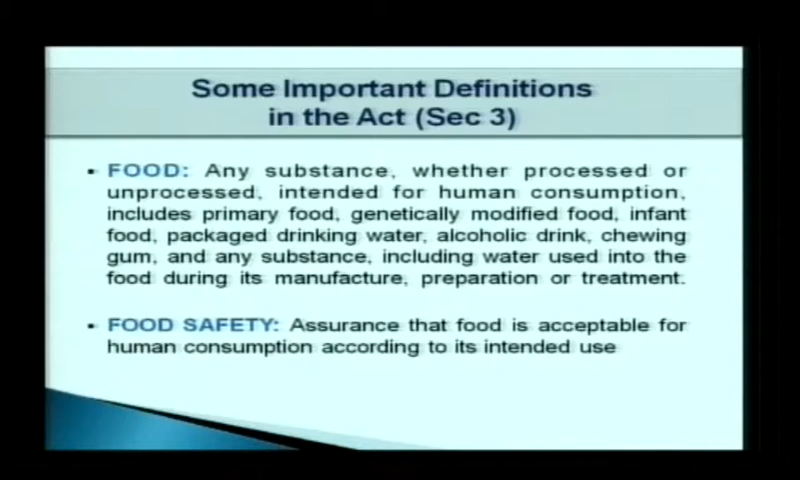 Some Important Definitions
in the Act (Sec 3)
▪ FOOD: Any substance, whether processed or
unprocessed, intended for human consumption,
includes primary food, genetically modified food, infant
food, packaged drinking water, alcoholic drink, chewing
gum, and any substance, including water used into the
food during its manufacture, preparation or treatment.
▪ FOOD SAFETY: Assurance that food is acceptable for
human consumption according to its intended use